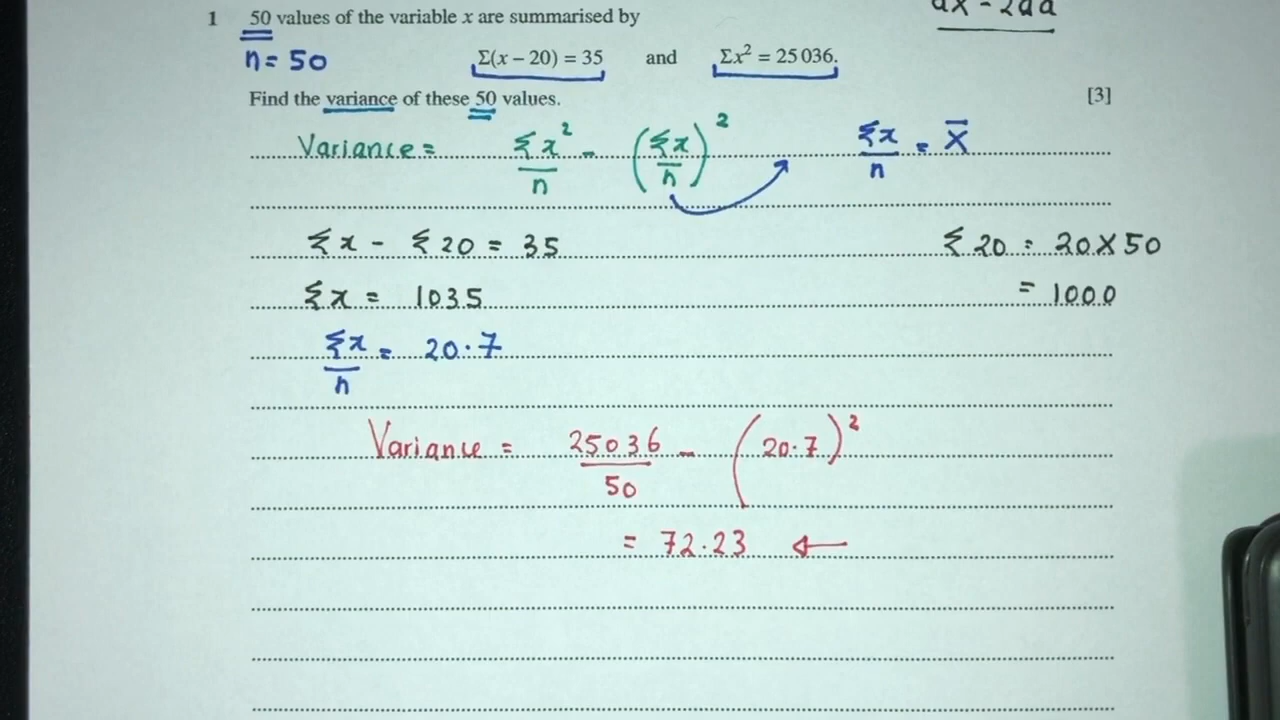 1 50 values of the variable x are summarised by
n = 50
Σ(x – 20) = 35 and Σx² = 25 036.
Find the variance of these 50 values. [3]
Variance = Σx²/n - (Σx/n)² Σx/n = x̄
Σx - Σ20 = 35 Σ20 = 20×50
Σx = 1035 = 1000
Σx/n = 20.7
Variance = 25036/50 - (20.7)²
= 72.23 ←